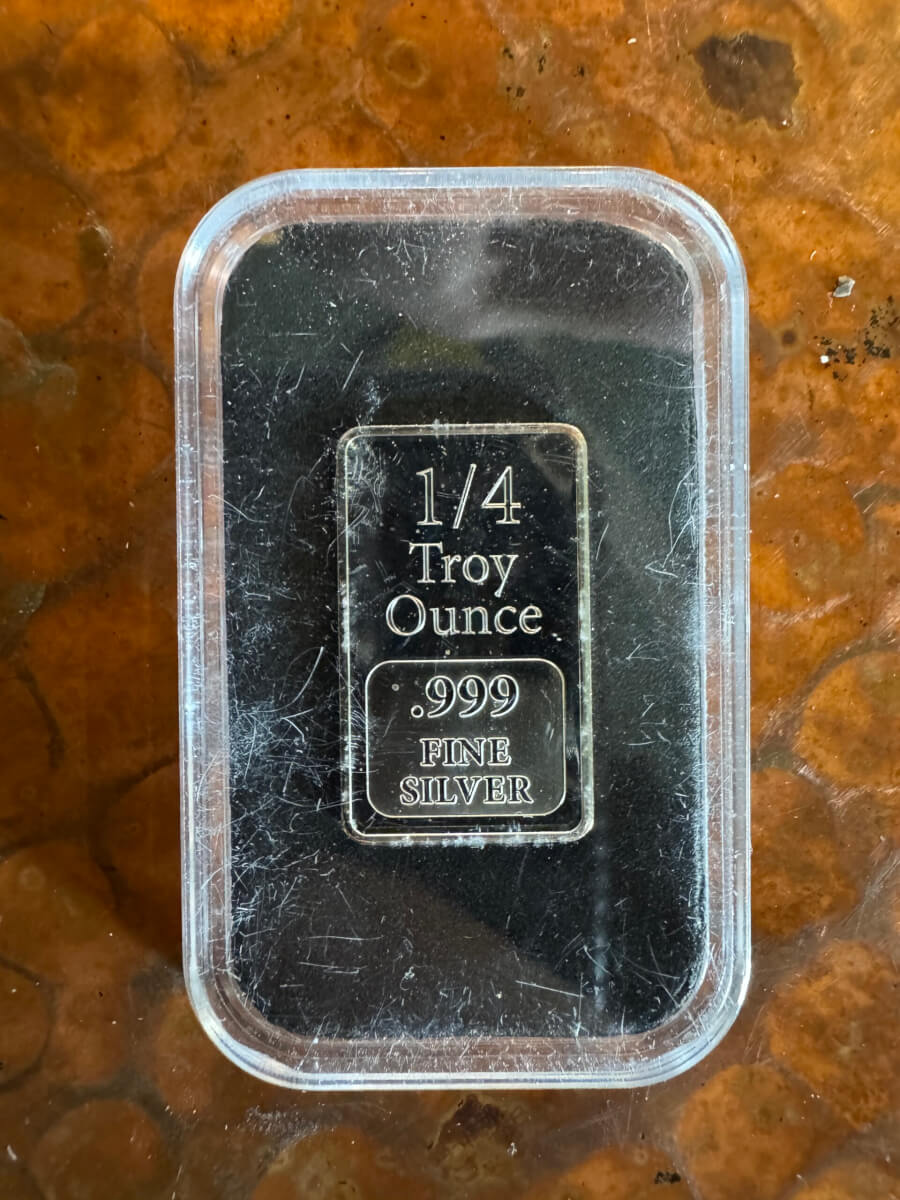 1/4
Troy
Ounce
.999
FINE
SILVER